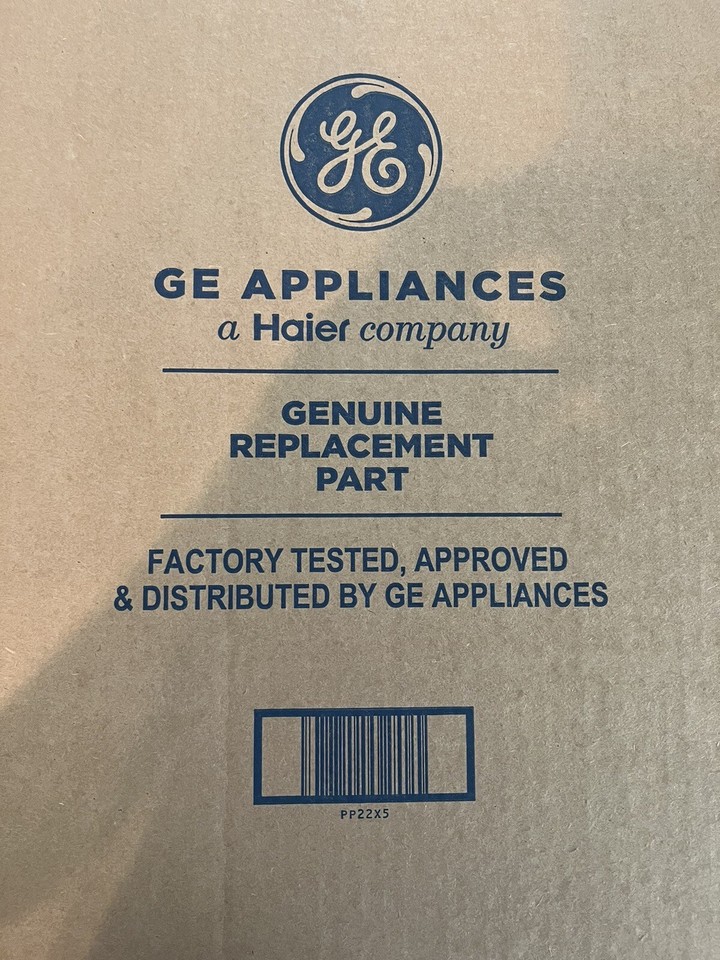 GE
GE APPLIANCES
a Haier company
GENUINE
REPLACEMENT
PART
FACTORY TESTED, APPROVED
& DISTRIBUTED BY GE APPLIANCES
PP22X5